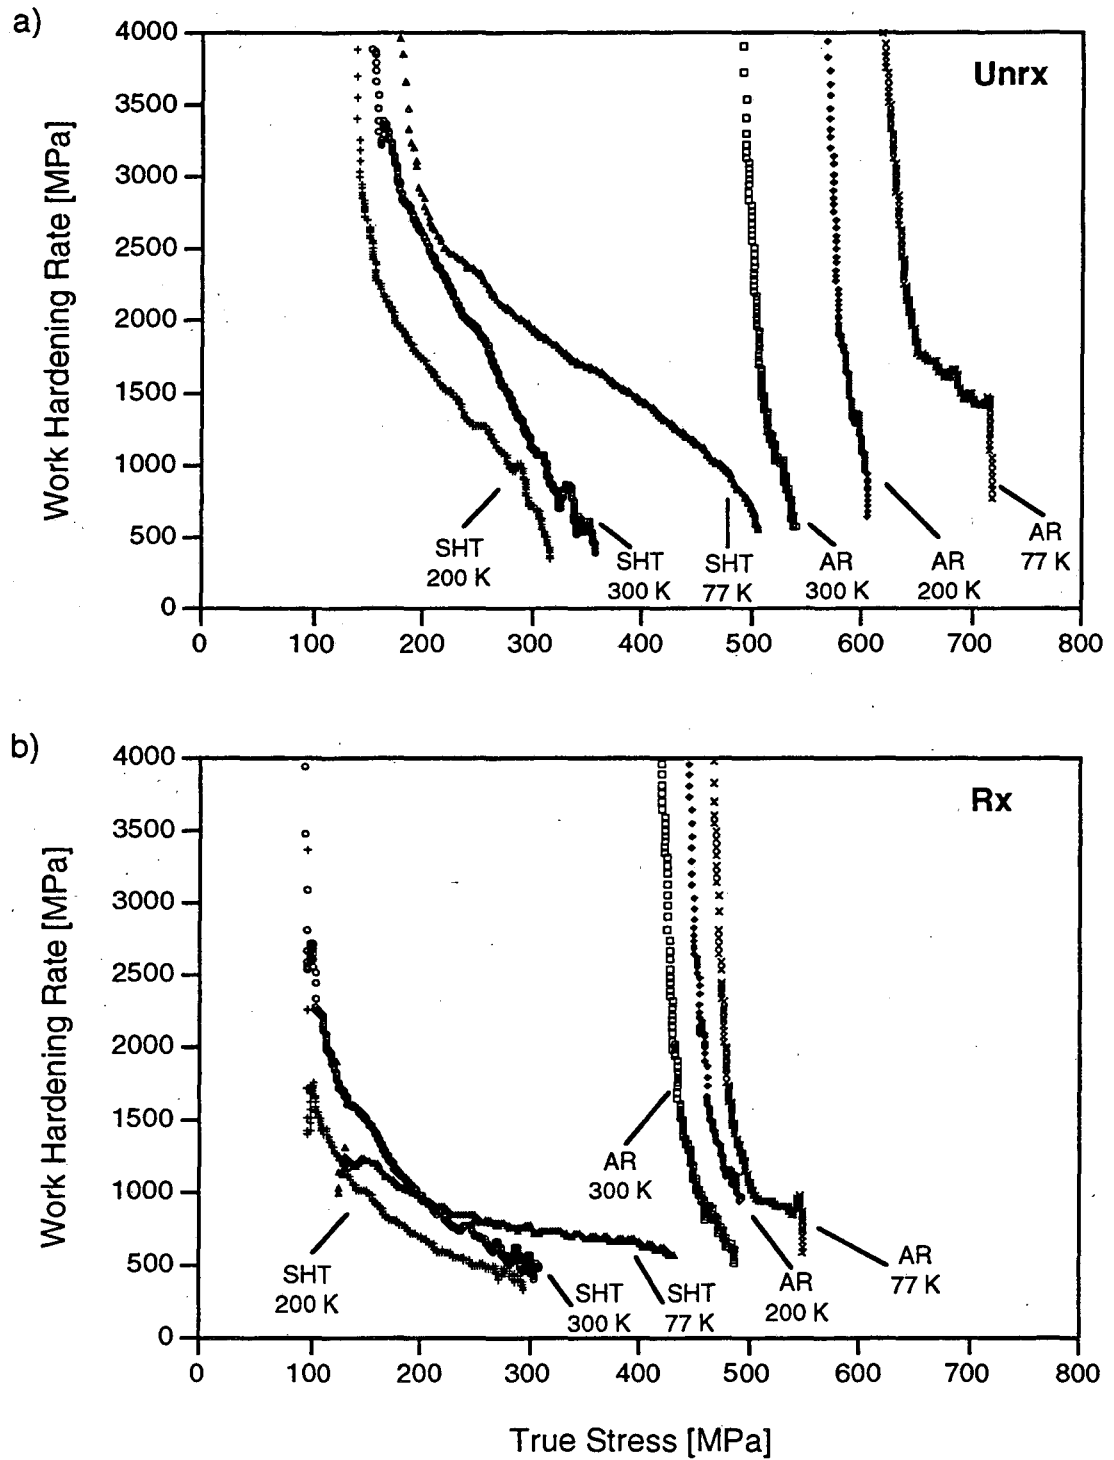 a)
Unrx
Work Hardening Rate [MPa]
4000
3500
3000
2500
2000
1500
1000
500
0
SHT
200 K
SHT
300 K
SHT
77 K
AR
300 K
AR
200 K
AR
77 K
0 100 200 300 400 500 600 700 800
b)
Rx
Work Hardening Rate [MPa]
4000
3500
3000
2500
2000
1500
1000
500
0
SHT
200 K
SHT
300 K
SHT
77 K
AR
300 K
AR
200 K
AR
77 K
0 100 200 300 400 500 600 700 800
True Stress [MPa]